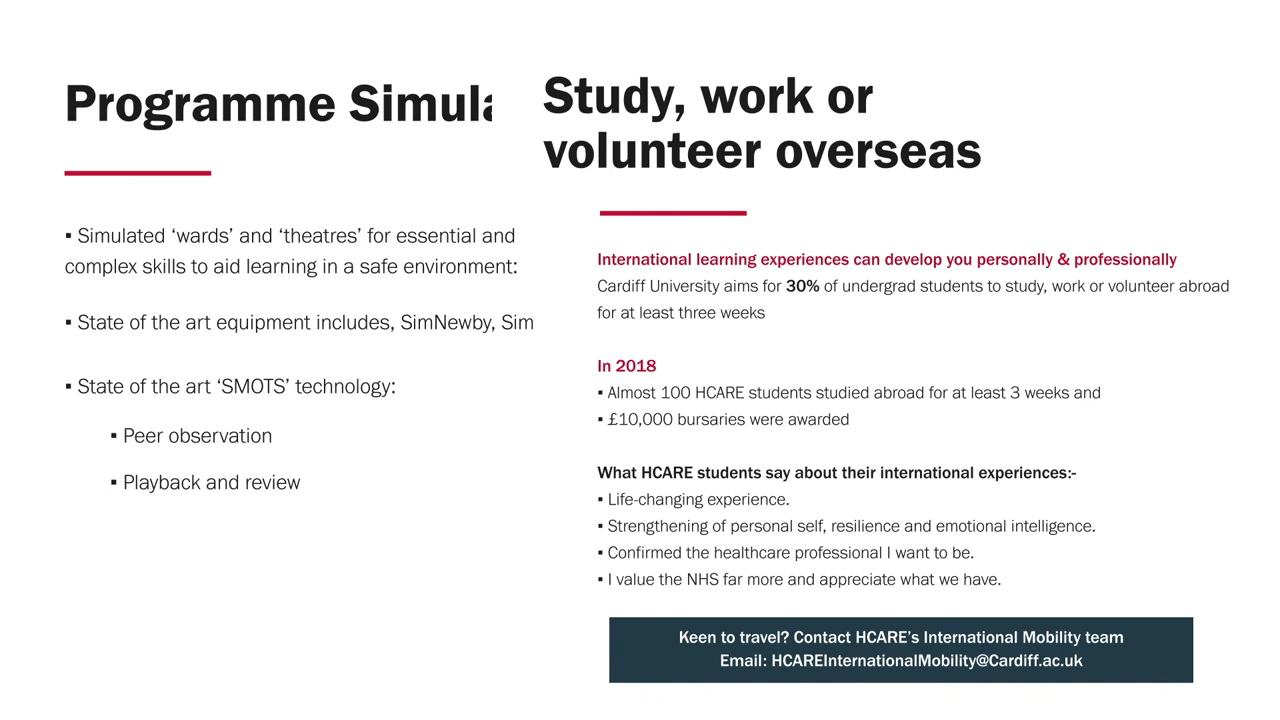 Programme Simula
▪ Simulated ‘wards’ and ‘theatres’ for essential and
complex skills to aid learning in a safe environment:
▪ State of the art equipment includes, SimNewby, Sim
▪ State of the art ‘SMOTS’ technology:
▪ Peer observation
▪ Playback and review
Study, work or
volunteer overseas
International learning experiences can develop you personally & professionally
Cardiff University aims for 30% of undergrad students to study, work or volunteer abroad
for at least three weeks
In 2018
▪ Almost 100 HCARE students studied abroad for at least 3 weeks and
▪ £10,000 bursaries were awarded
What HCARE students say about their international experiences:-
▪ Life-changing experience.
▪ Strengthening of personal self, resilience and emotional intelligence.
▪ Confirmed the healthcare professional I want to be.
▪ I value the NHS far more and appreciate what we have.
Keen to travel? Contact HCARE’s International Mobility team
Email: HCAREInternationalMobility@Cardiff.ac.uk